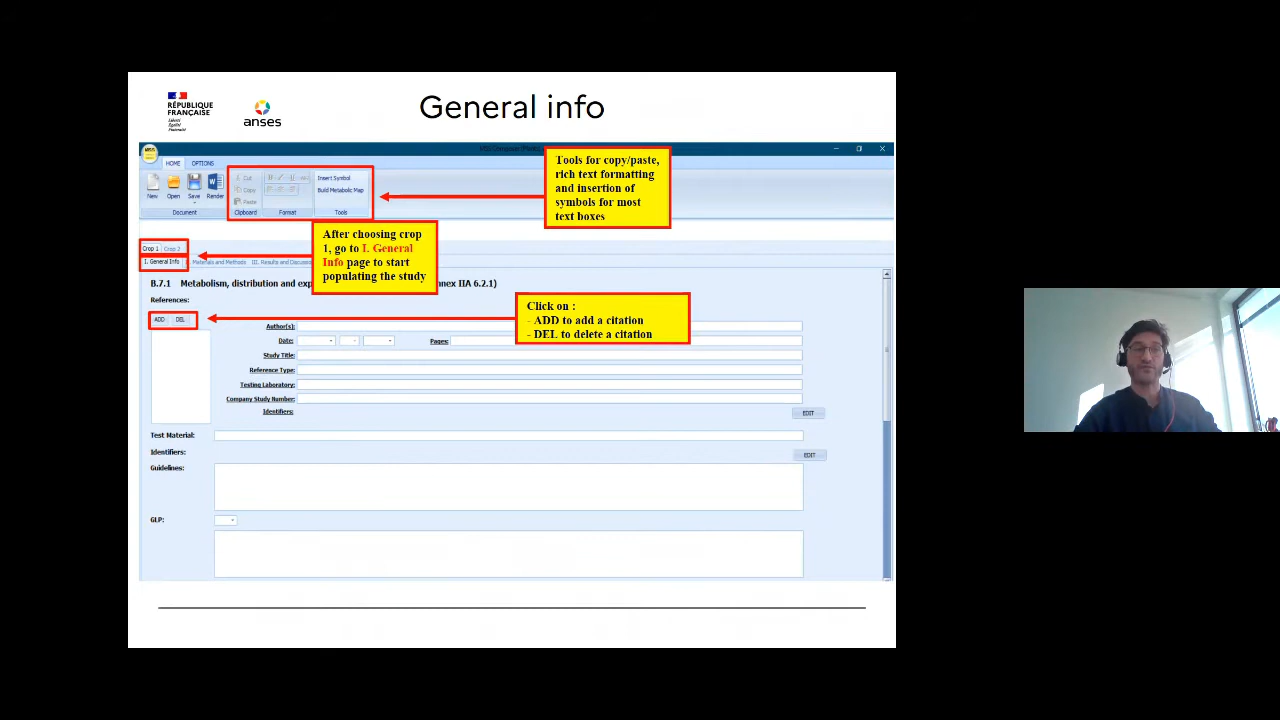 RÉPUBLIQUE
FRANÇAISE
Liberté
Égalité
Fraternité
anses
General info
MSS
HOME OPTIONS
New Open Save Render
Document
Cut
Copy
Paste
Clipboard
Format
Insert Symbol
Build Metabolic Map
Tools
Tools for copy/paste,
rich text formatting
and insertion of
symbols for most
text boxes
Crop 1 Crop 2
I. General Info Materials and Methods III. Results and
After choosing crop
1, go to I. General
Info page to start
populating the study
B.7.1 Metabolism, distribution and IIA 6.2.1)
References:
ADD DEL
Click on :
- ADD to add a citation
- DEL to delete a citation
Author(s):
Date: Pages:
Study Title:
Reference Type:
Testing Laboratory:
Company Study Number:
Identifiers: EDIT
Test Material:
Identifiers: EDIT
Guidelines:
GLP: